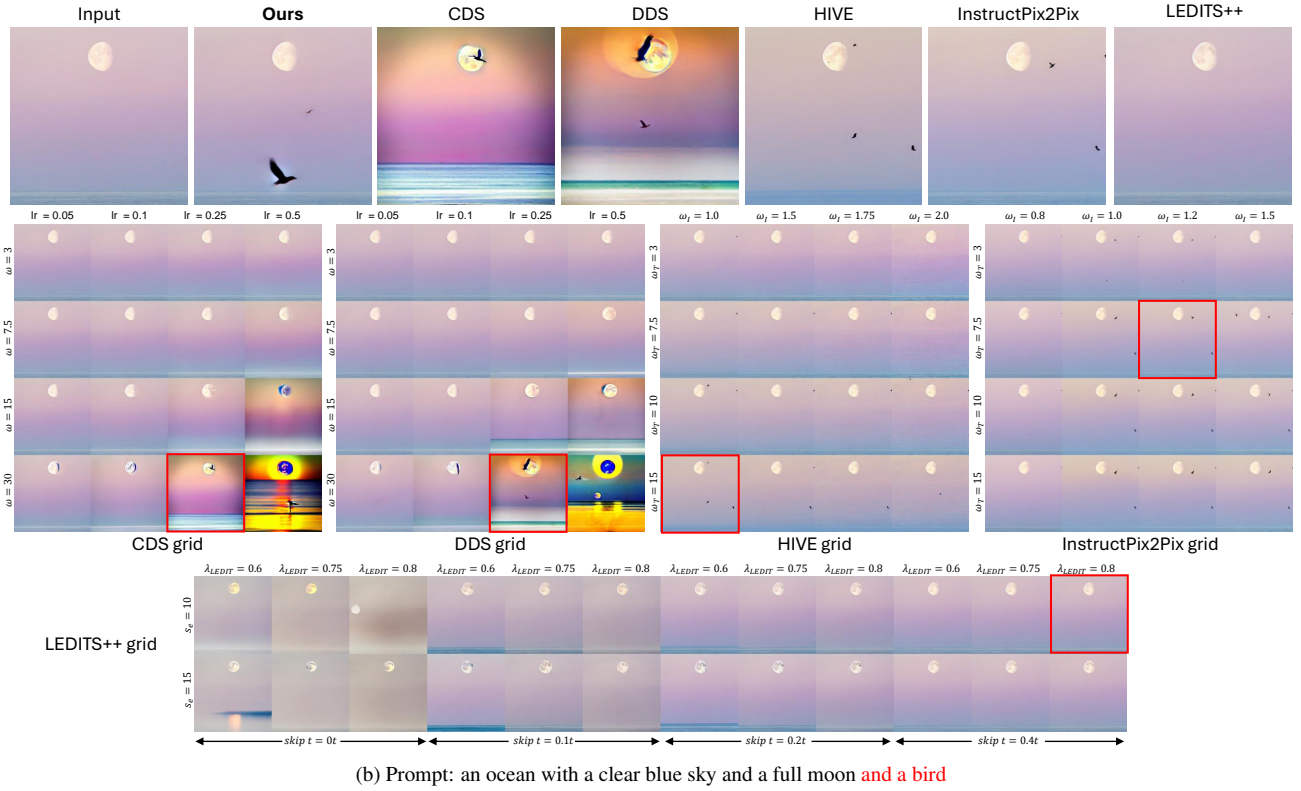 Input Ours CDS DDS HIVE InstructPix2Pix LEDITS++
lr = 0.05 lr = 0.1 lr = 0.25 lr = 0.5 lr = 0.05 lr = 0.1 lr = 0.25 lr = 0.5 ω_I = 1.0 ω_I = 1.5 ω_I = 1.75 ω_I = 2.0 ω_I = 0.8 ω_I = 1.0 ω_I = 1.2 ω_I = 1.5
ω = 3 ω = 3 ω_T = 3 ω_T = 3
ω = 7.5 ω = 7.5 ω_T = 7.5 ω_T = 7.5
ω = 15 ω = 15 ω_T = 10 ω_T = 10
ω = 30 ω = 30 ω_T = 15 ω_T = 15
CDS grid DDS grid HIVE grid InstructPix2Pix grid
λ_LEDIT = 0.6 λ_LEDIT = 0.75 λ_LEDIT = 0.8 λ_LEDIT = 0.6 λ_LEDIT = 0.75 λ_LEDIT = 0.8 λ_LEDIT = 0.6 λ_LEDIT = 0.75 λ_LEDIT = 0.8 λ_LEDIT = 0.6 λ_LEDIT = 0.75 λ_LEDIT = 0.8
s_e = 10
LEDITS++ grid
s_e = 15
skip t = 0t skip t = 0.1t skip t = 0.2t skip t = 0.4t
(b) Prompt: an ocean with a clear blue sky and a full moon and a bird